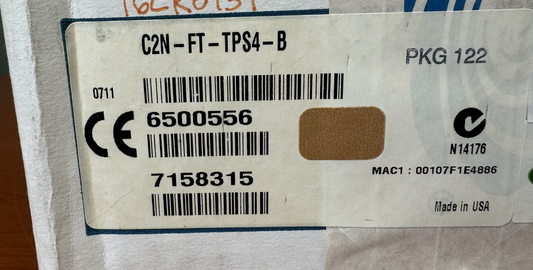 C2N-FT-TPS4-B
PKG 122
0711
6500556
N14176
7158315
MAC1 : 00107F1E4886
Made in USA